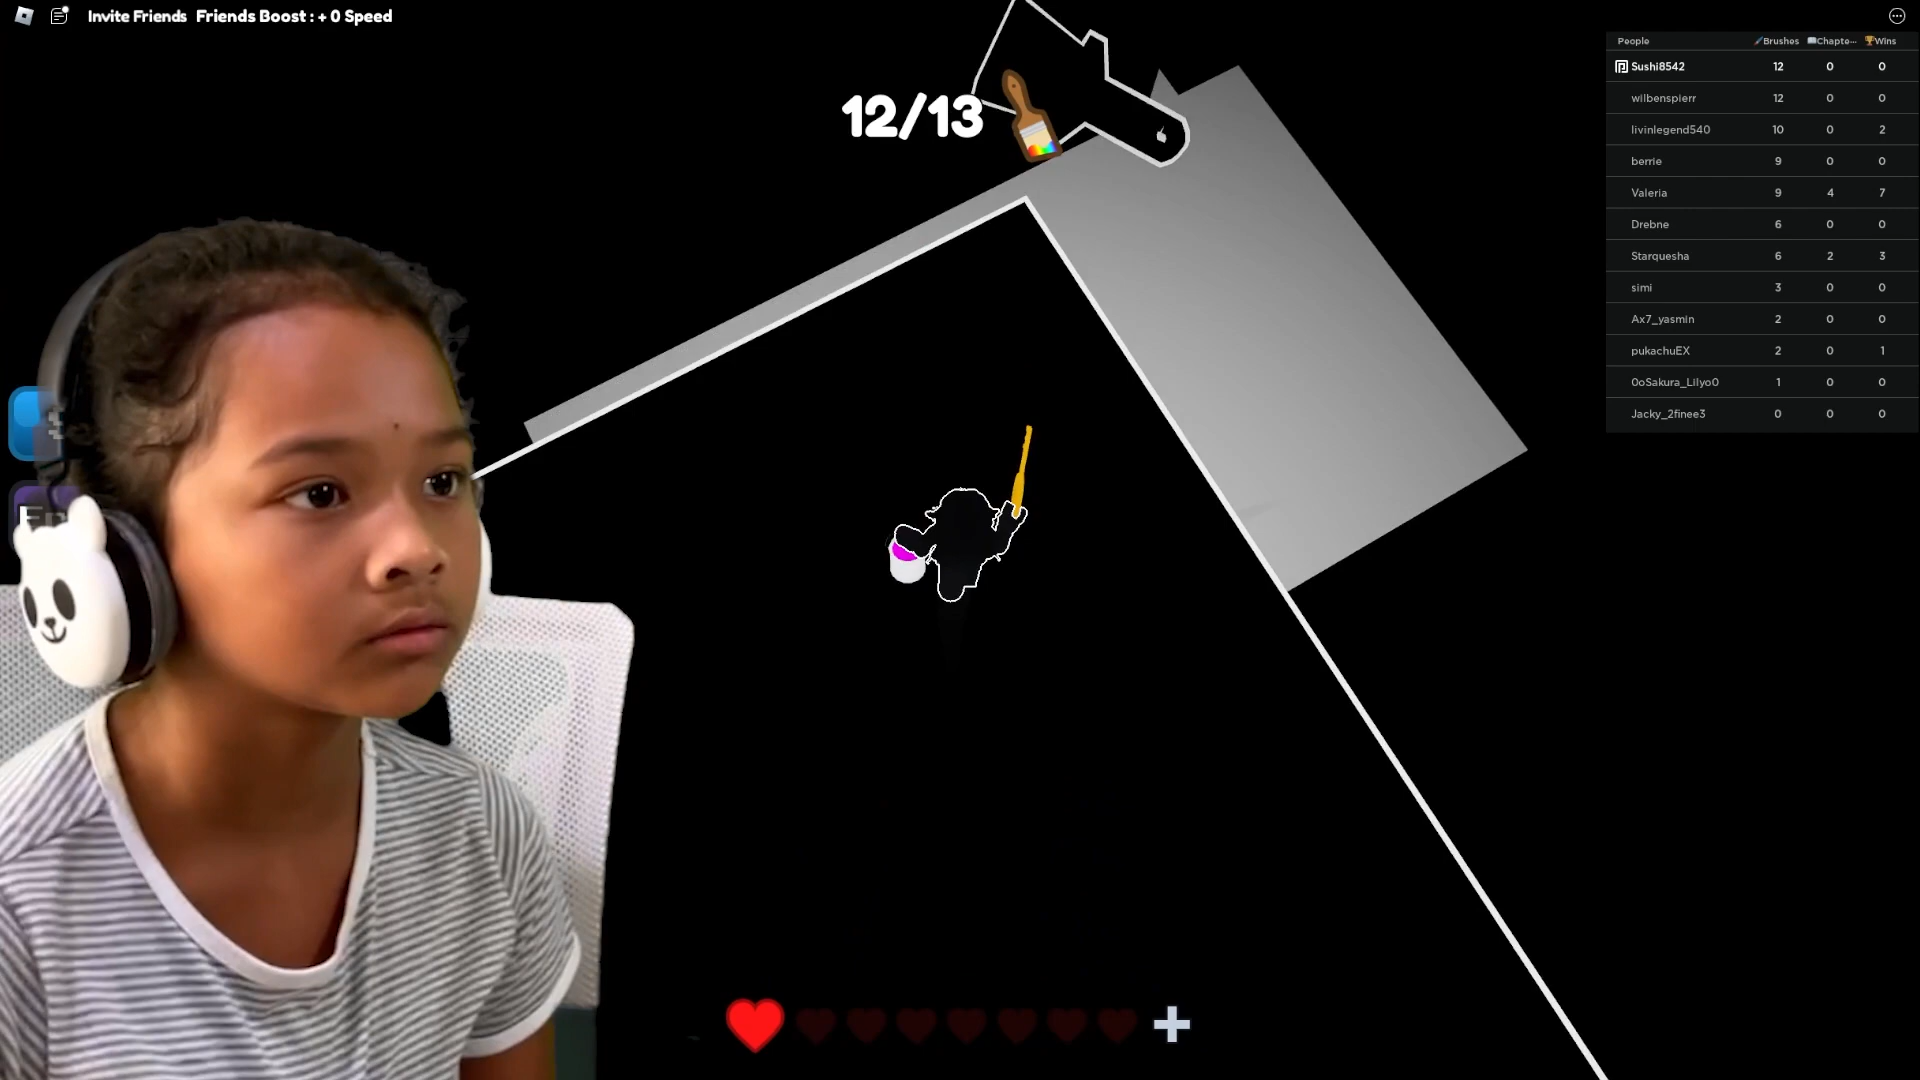 Invite Friends Friends Boost : + 0 Speed
12/13
People Brushes Chapte... Wins
Sushi8542 12 0 0
wilbenspierr 12 0 0
livinlegend540 10 0 2
berrie 9 0 0
Valeria 9 4 7
Drebne 6 0 0
Starquesha 6 2 3
simi 3 0 0
Ax7_yasmin 2 0 0
pukachuEX 2 0 1
0oSakura_Lilyo0 1 0 0
Jacky_2finee3 0 0 0